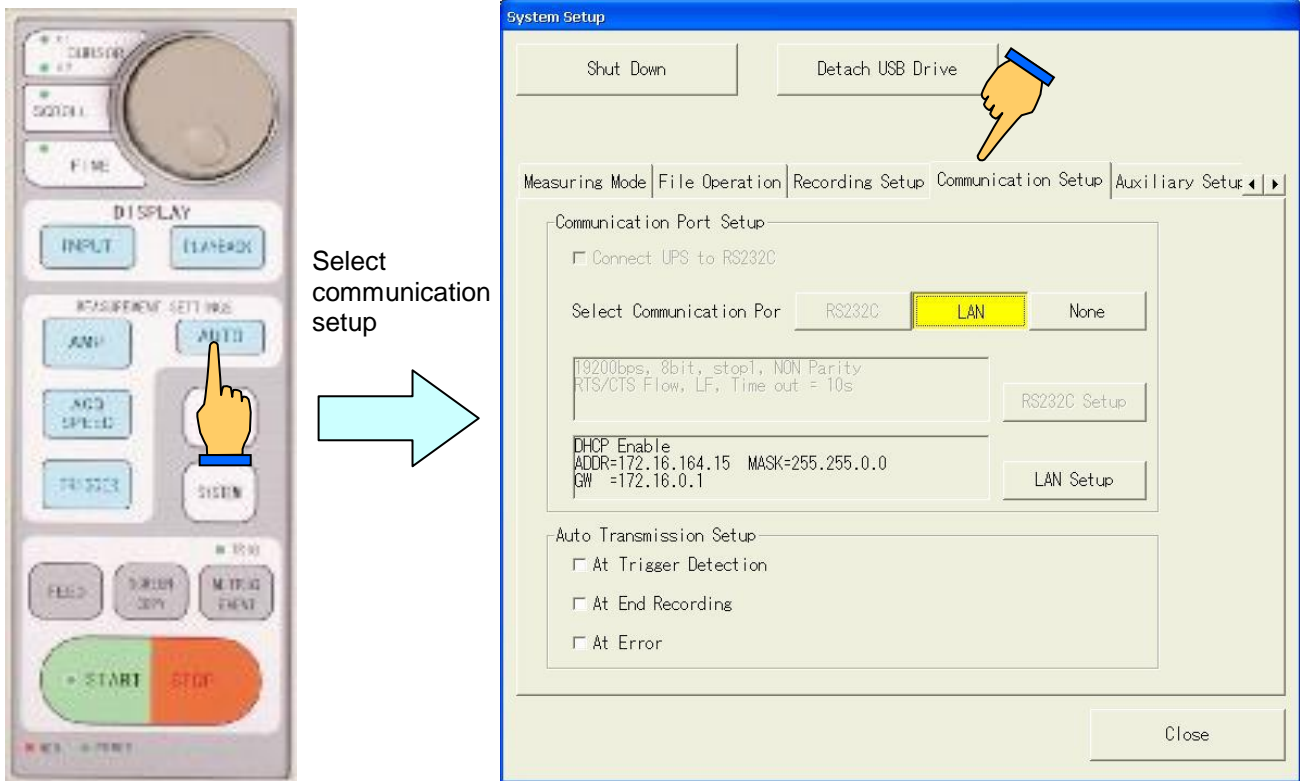 CURSOR
SCROLL
FINE
DISPLAY
INPUT
PLAYBACK
MEASUREMENT SETTINGS
AMP
AUTO
ACQ
SPEED
TRIGGER
SYSTEM
FEED
SCREEN
COPY
EVENT
START
STOP
Select
communication
setup
System Setup
Shut Down
Detach USB Drive
Measuring Mode
File Operation
Recording Setup
Communication Setup
Auxiliary Setup
Communication Port Setup
Connect UPS to RS232C
Select Communication Por
RS232C
LAN
None
19200bps, 8bit, stop1, NON Parity
RTS/CTS Flow, LF, Time out = 10s
RS232C Setup
DHCP Enable
ADDR=172.16.164.15 MASK=255.255.0.0
GW =172.16.0.1
LAN Setup
Auto Transmission Setup
At Trigger Detection
At End Recording
At Error
Close